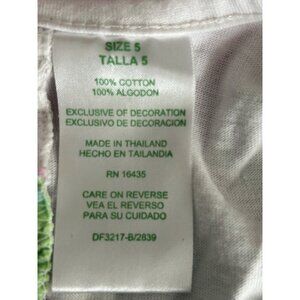 SIZE 5
TALLA 5
100% COTTON
100% ALGODON
EXCLUSIVE OF DECORATION
EXCLUSIVO DE DECORACION
MADE IN THAILAND
HECHO EN TAILANDIA
RN 16435
CARE ON REVERSE
VEA EL REVERSO
PARA SU CUIDADO
DF3217-B/2839